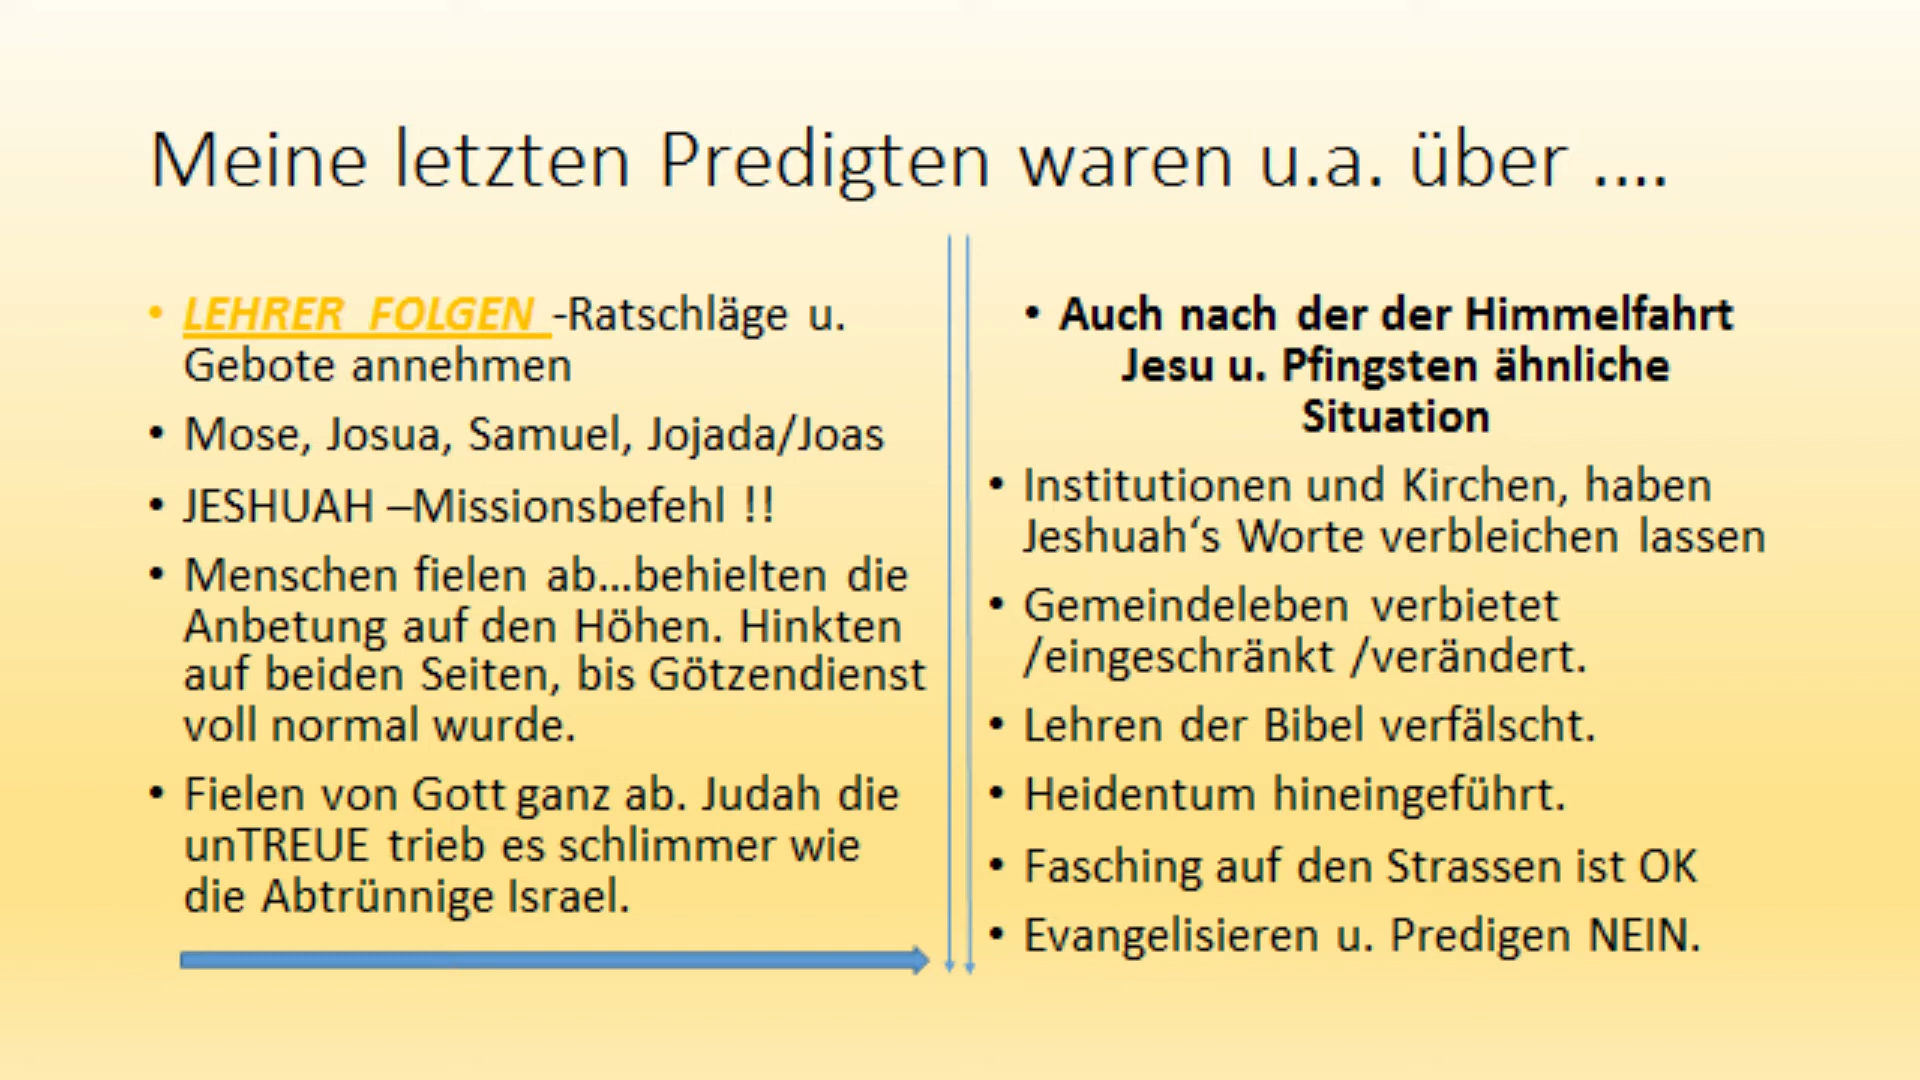 Meine letzten Predigten waren u.a. über ....
• LEHRER FOLGEN -Ratschläge u.
Gebote annehmen
• Mose, Josua, Samuel, Jojada/Joas
• JESHUAH –Missionsbefehl !!
• Menschen fielen ab...behielten die
Anbetung auf den Höhen. Hinkten
auf beiden Seiten, bis Götzendienst
voll normal wurde.
• Fielen von Gott ganz ab. Judah die
unTREUE trieb es schlimmer wie
die Abtrünnige Israel.
• Auch nach der der Himmelfahrt
Jesu u. Pfingsten ähnliche
Situation
• Institutionen und Kirchen, haben
Jeshuah‘s Worte verbleichen lassen
• Gemeindeleben verbietet
/eingeschränkt /verändert.
• Lehren der Bibel verfälscht.
• Heidentum hineingeführt.
• Fasching auf den Strassen ist OK
• Evangelisieren u. Predigen NEIN.